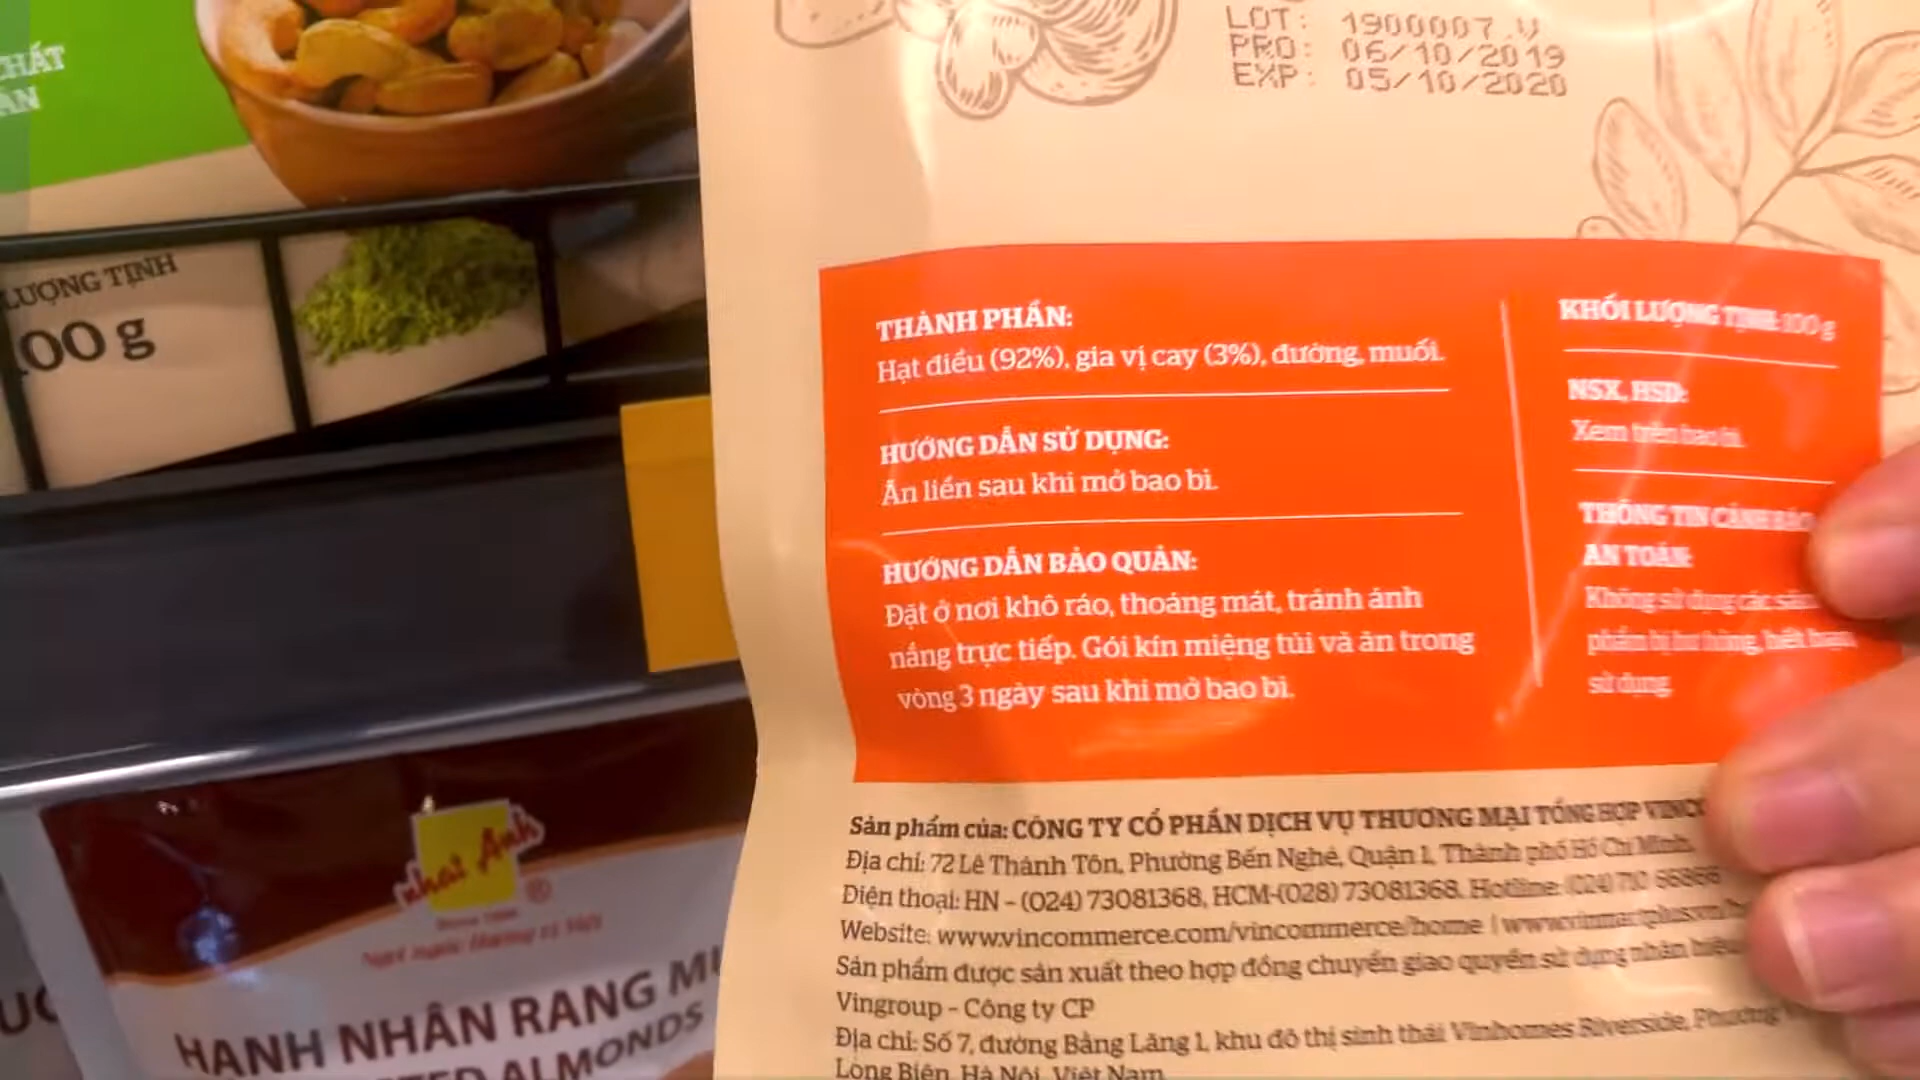 CHẤT
LƯỢNG TỊNH
100 g
LOT: 1900007.V
PRO: 06/10/2019
EXP: 05/10/2020
THÀNH PHẦN:
Hạt điều (92%), gia vị cay (3%), đường, muối.
HƯỚNG DẪN SỬ DỤNG:
Ăn liền sau khi mở bao bì.
HƯỚNG DẪN BẢO QUẢN:
Đặt ở nơi khô ráo, thoáng mát, tránh ánh
nắng trực tiếp. Gói kín miệng túi và ăn trong
vòng 3 ngày sau khi mở bao bì.
KHỐI LƯỢNG TỊNH: 100 g
NSX, HSD:
Xem trên bao bì.
THÔNG TIN CẢNH BÁO
AN TOÀN:
Không sử dụng các sản
phẩm bị hư hỏng, hết hạn
sử dụng.
Sản phẩm của: CÔNG TY CỔ PHẦN DỊCH VỤ THƯƠNG MẠI TỔNG HỢP
Địa chỉ: 72 Lê Thánh Tôn, Phường Bến Nghé, Quận 1, Thành phố Hồ Chí Minh.
Điện thoại: HN - (024) 73081368, HCM-(028) 73081368. Hotline: (024) 710 66866
Website: www.vincommerce.com/vincommerce/home | www.vinmartplus.vn
Sản phẩm được sản xuất theo hợp đồng chuyển giao quyền sử dụng nhãn hiệu
Vingroup - Công ty CP
Địa chỉ: Số 7, đường Bằng Lăng 1, khu đô thị sinh thái Vinhomes Riverside, Phường
Long Biên, Hà Nội, Việt Nam
nhai Anh
HẠNH NHÂN RANG
ALMONDS